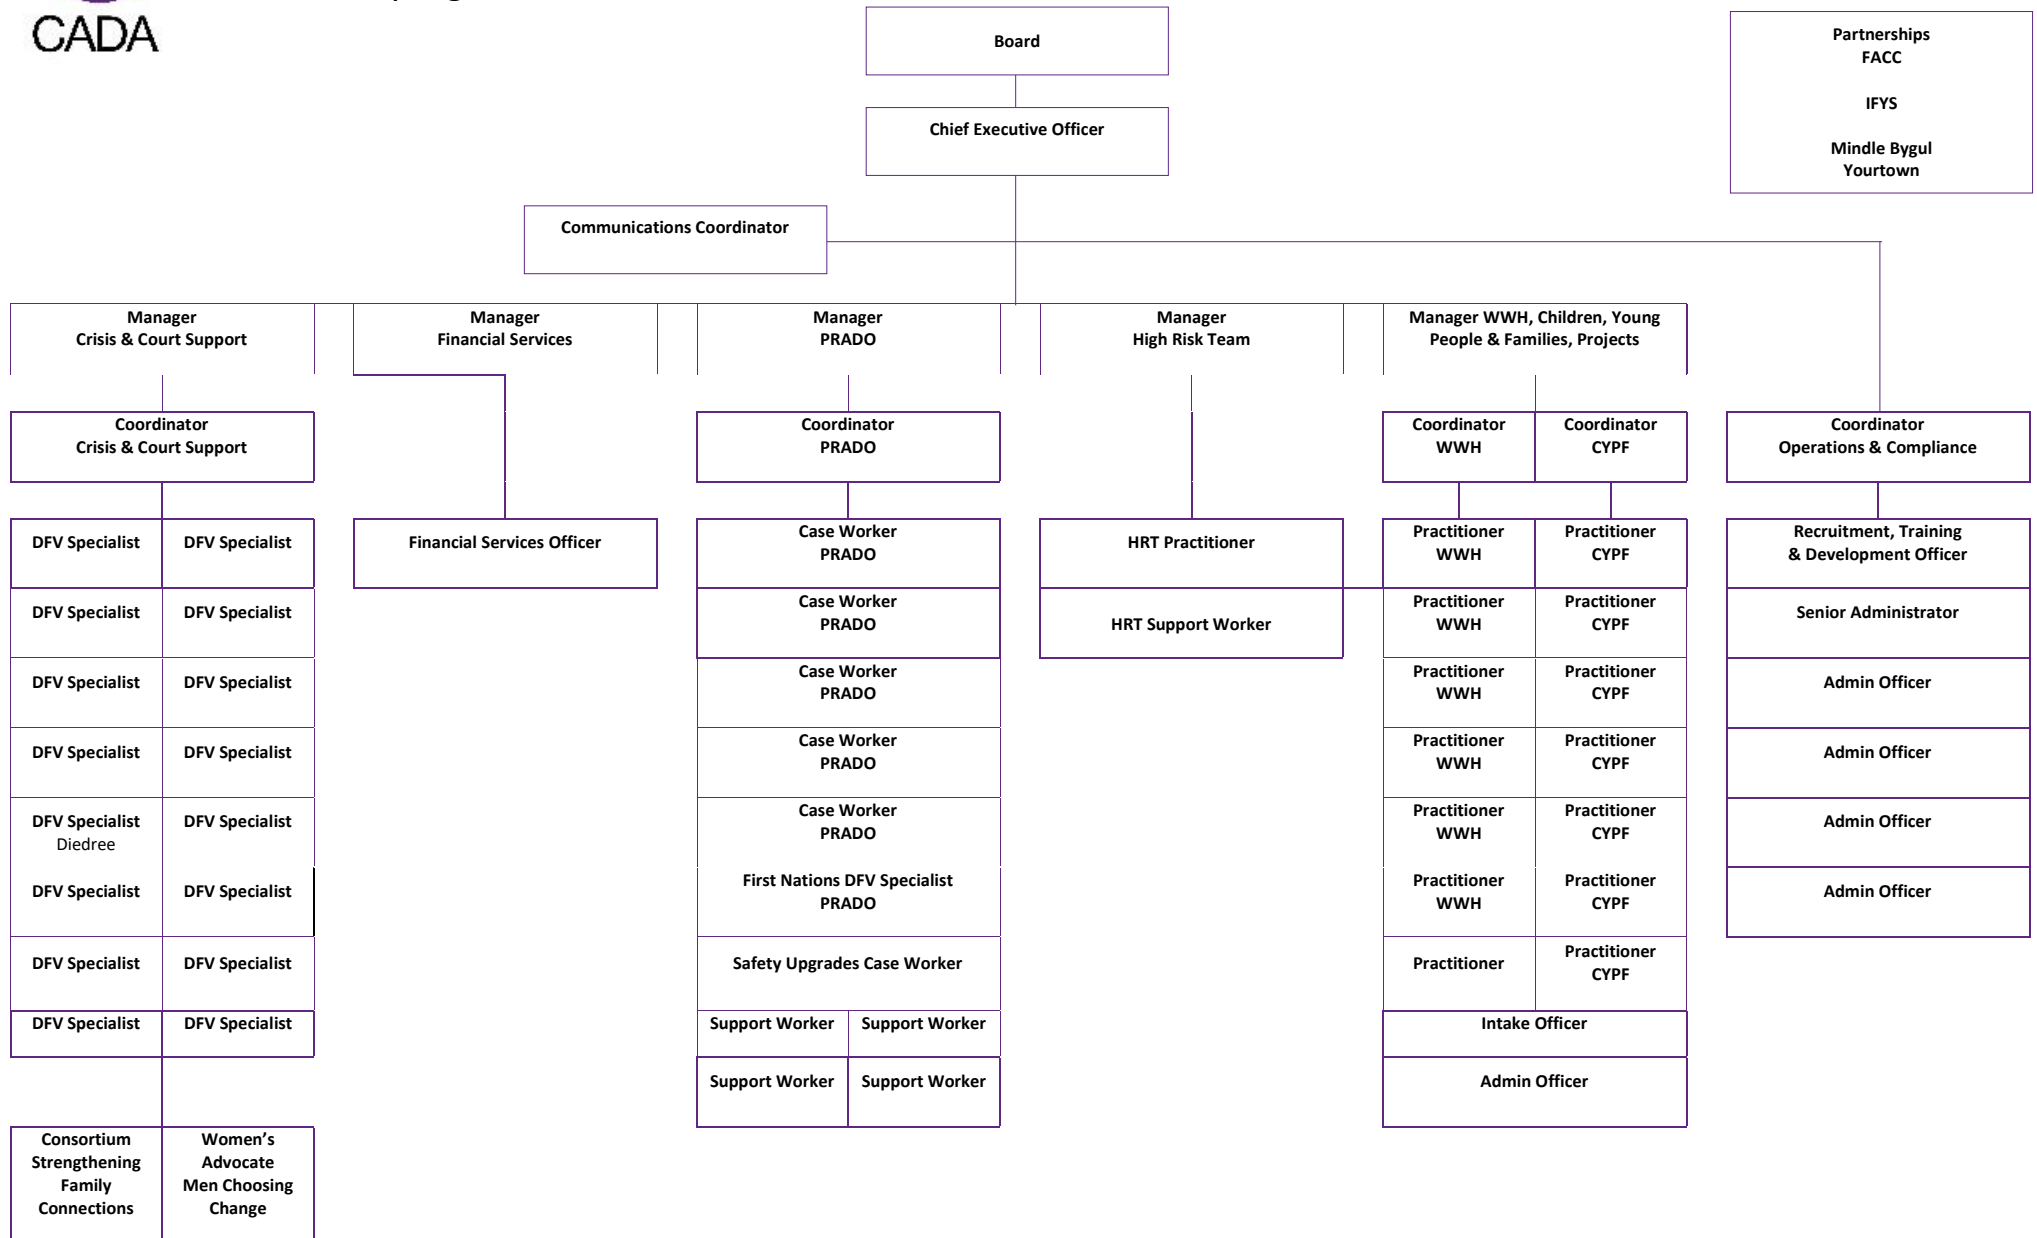 CADA
Board
Partnerships
FACC
IFYS
Mindle Bygul
Yourtown
Chief Executive Officer
Communications Coordinator
Manager
Crisis & Court Support
Manager
Financial Services
Manager
PRADO
Manager
High Risk Team
Manager WWH, Children, Young
People & Families, Projects
Coordinator
Crisis & Court Support
Coordinator
PRADO
Coordinator
WWH
Coordinator
CYPF
Coordinator
Operations & Compliance
DFV Specialist
DFV Specialist
Financial Services Officer
Case Worker
PRADO
HRT Practitioner
Practitioner
WWH
Practitioner
CYPF
Recruitment, Training
& Development Officer
DFV Specialist
DFV Specialist
Case Worker
PRADO
HRT Support Worker
Practitioner
WWH
Practitioner
CYPF
Senior Administrator
DFV Specialist
DFV Specialist
Case Worker
PRADO
Practitioner
WWH
Practitioner
CYPF
Admin Officer
DFV Specialist
DFV Specialist
Case Worker
PRADO
Practitioner
WWH
Practitioner
CYPF
Admin Officer
DFV Specialist
Diedree
DFV Specialist
Case Worker
PRADO
Practitioner
WWH
Practitioner
CYPF
Admin Officer
DFV Specialist
DFV Specialist
First Nations DFV Specialist
PRADO
Practitioner
WWH
Practitioner
CYPF
Admin Officer
DFV Specialist
DFV Specialist
Safety Upgrades Case Worker
Practitioner
Practitioner
CYPF
DFV Specialist
DFV Specialist
Support Worker
Support Worker
Intake Officer
Support Worker
Support Worker
Admin Officer
Consortium
Strengthening
Family
Connections
Women's
Advocate
Men Choosing
Change